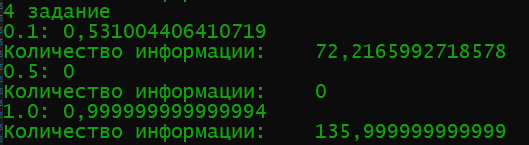 4 задание
0.1: 0,531004406410719
Количество информации:    72,2165992718578
0.5: 0
Количество информации:    0
1.0: 0,999999999999994
Количество информации:    135,999999999999